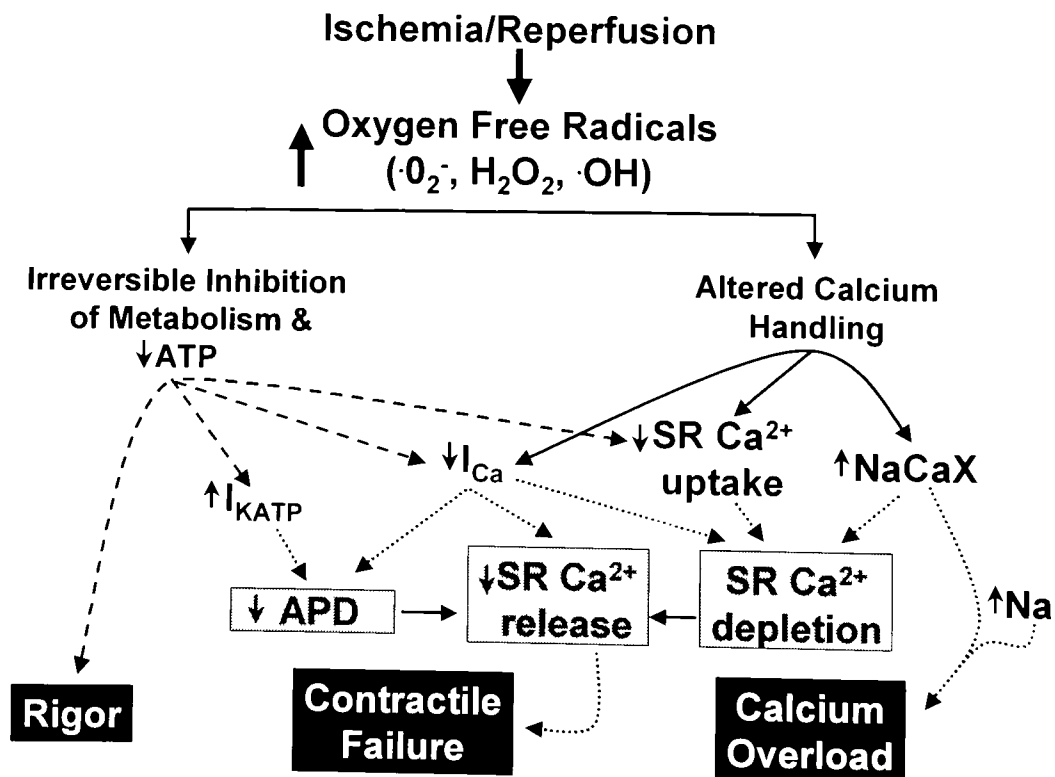 Ischemia/Reperfusion
↑ Oxygen Free Radicals
(·0₂⁻, H₂O₂, ·OH)
Irreversible Inhibition
of Metabolism &
↓ATP
Altered Calcium
Handling
↓SR Ca²⁺
uptake
↓I_Ca
↑NaCaX
↑I_KATP
↓ APD
↓SR Ca²⁺
release
SR Ca²⁺
depletion
↑Na
Rigor
Contractile
Failure
Calcium
Overload